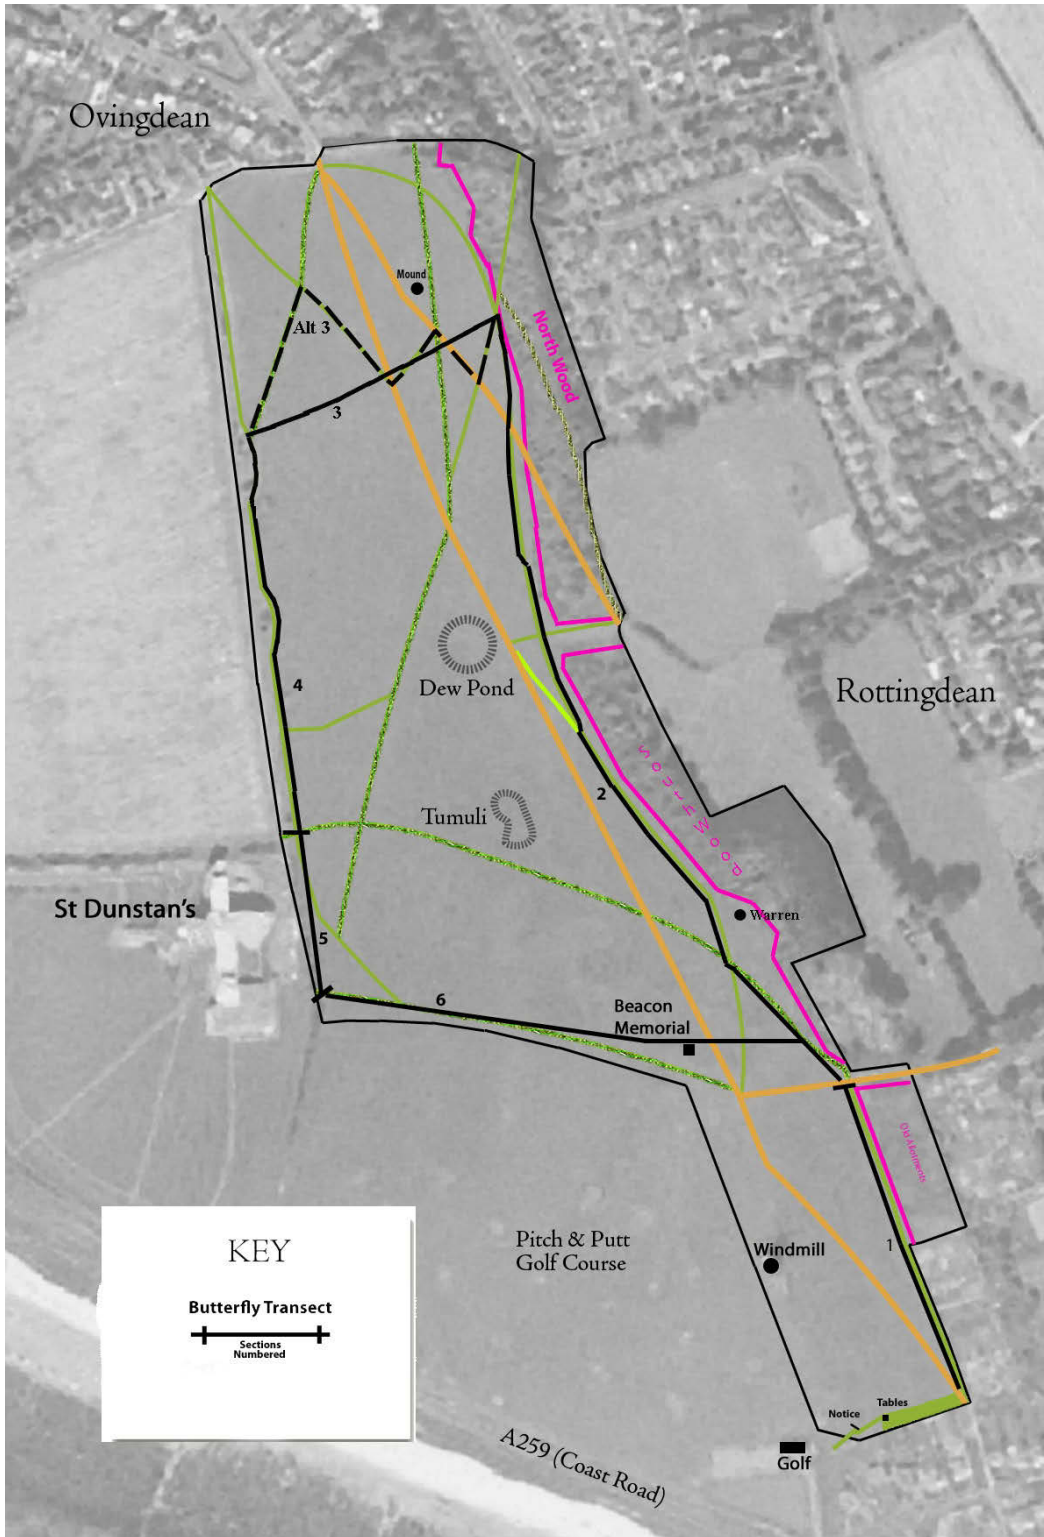 Ovingdean
Mound
Alt 3
3
North Wood
4
Dew Pond
Rottingdean
South Wood
2
Tumuli
St Dunstan's
Warren
5
6
Beacon
Memorial
Old Allotments
1
KEY
Butterfly Transect
Sections
Numbered
Pitch & Putt
Golf Course
Windmill
Tables
Notice
Golf
A259 (Coast Road)